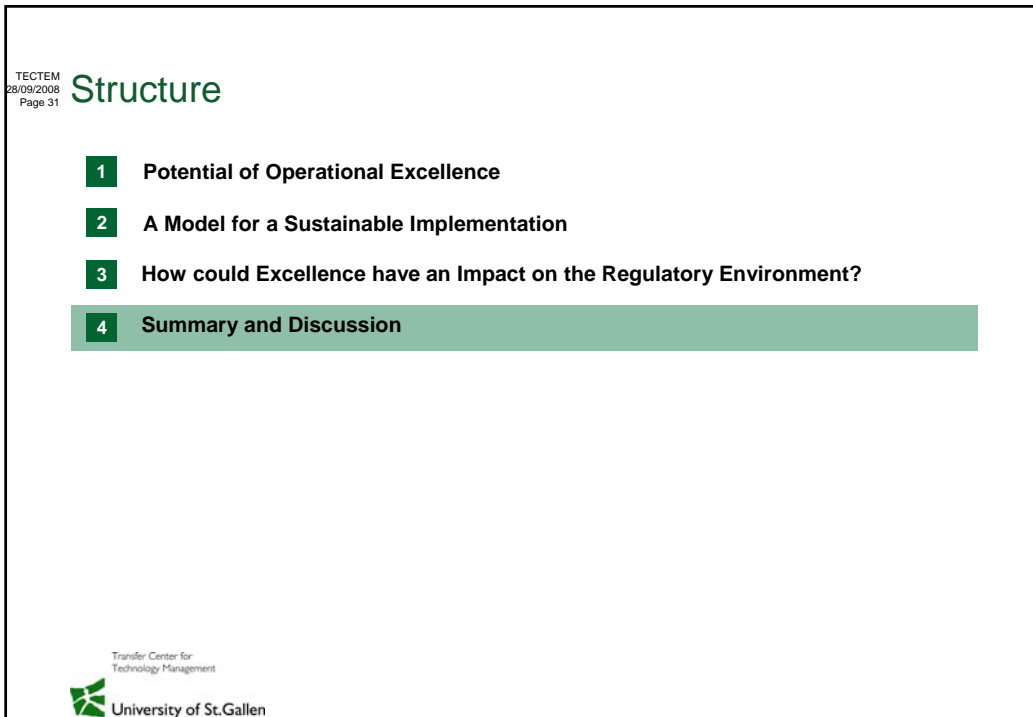 TECTEM
28/09/2008
Page 31
Structure
1 Potential of Operational Excellence
2 A Model for a Sustainable Implementation
3 How could Excellence have an Impact on the Regulatory Environment?
4 Summary and Discussion
Transfer Center for
Technology Management
University of St.Gallen